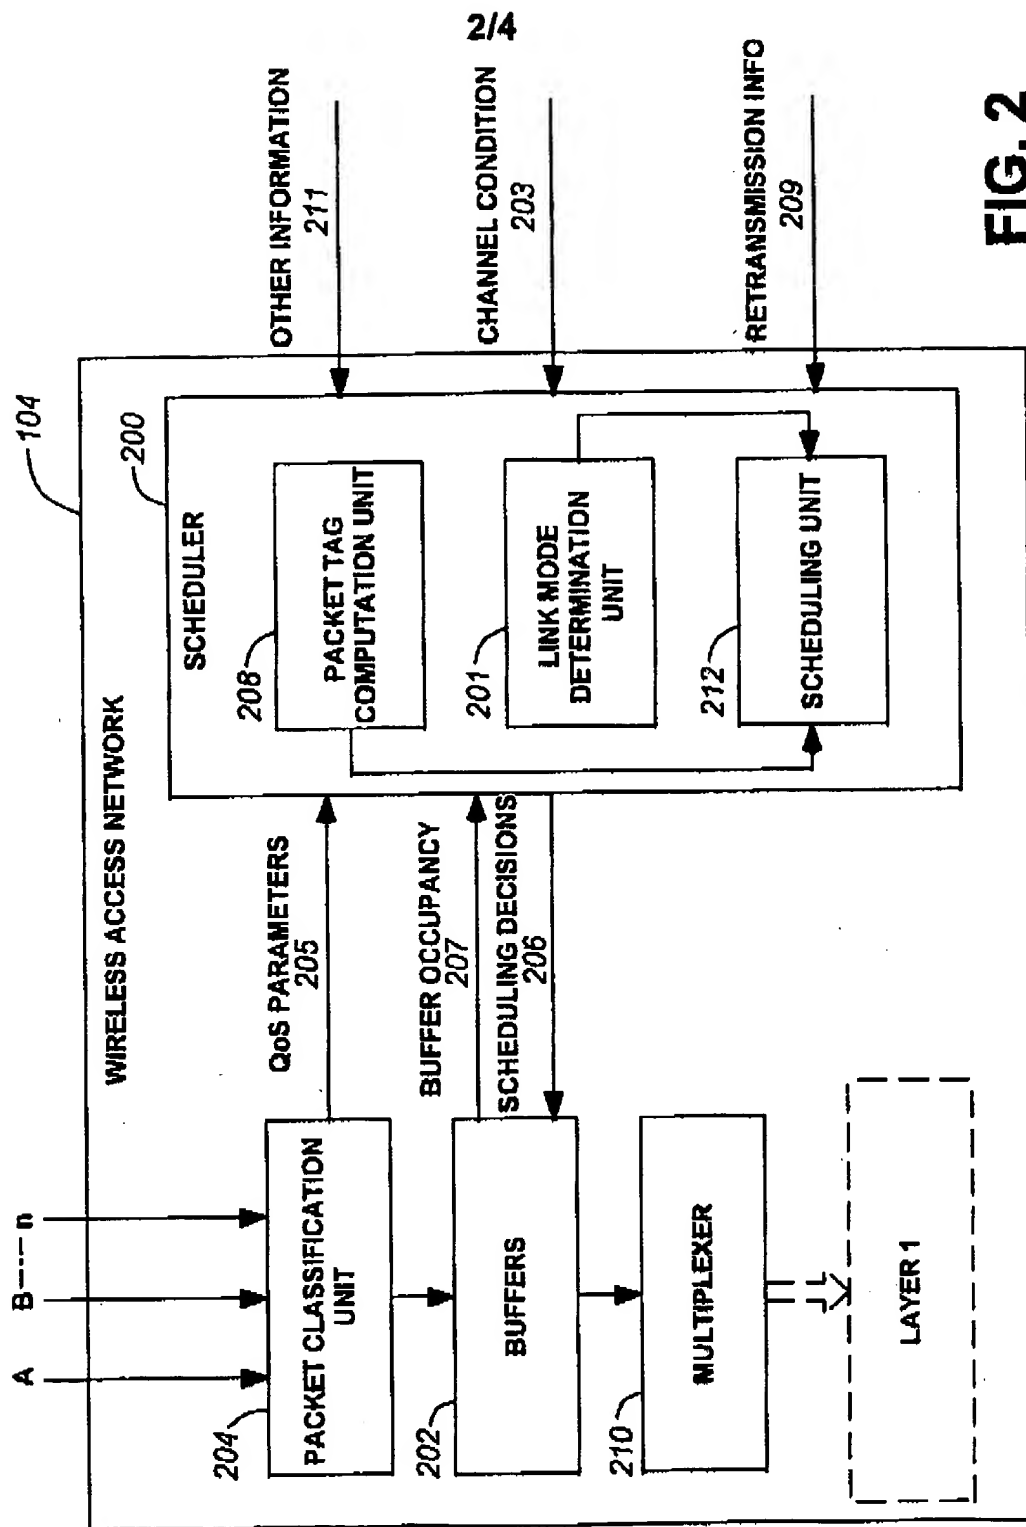 2/4
104
WIRELESS ACCESS NETWORK
A
B
n
204
PACKET CLASSIFICATION
UNIT
QoS PARAMETERS
205
202
BUFFERS
BUFFER OCCUPANCY
207
SCHEDULING DECISIONS
206
210
MULTIPLEXER
LAYER 1
200
SCHEDULER
208
PACKET TAG
COMPUTATION UNIT
201
LINK MODE
DETERMINATION
UNIT
212
SCHEDULING UNIT
OTHER INFORMATION
211
CHANNEL CONDITION
203
RETRANSMISSION INFO
209
FIG. 2